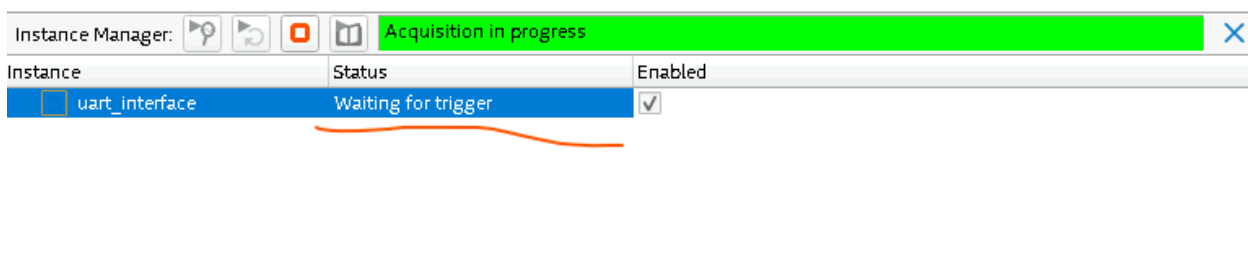 Instance Manager: Acquisition in progress
Instance Status Enabled
uart_interface Waiting for trigger